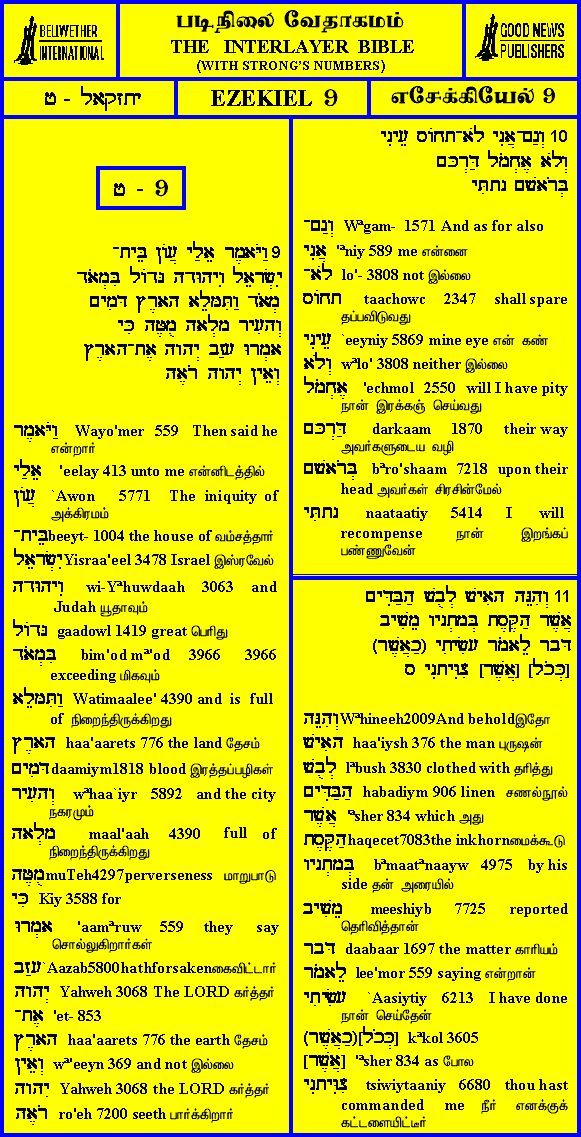 BELLWETHER
INTERNATIONAL
படிநிலை வேதாகமம்
THE INTERLAYER BIBLE
(WITH STRONG'S NUMBERS)
GOOD NEWS
PUBLISHERS
יחזקאל - ט
EZEKIEL 9
எசேக்கியேல் 9
ט - 9
9 וַיֹּאמֶר אֵלַי עֲוֹן בֵּית־
יִשְׂרָאֵל וִיהוּדָה גָּדוֹל בִּמְאֹד
מְאֹד וַתִּמָּלֵא הָאָרֶץ דָּמִים
וְהָעִיר מָלְאָה מֻטֶּה כִּי
אָמְרוּ עָזַב יְהוָה אֶת־הָאָרֶץ
וְאֵין יְהוָה רֹאֶה
וַיֹּאמֶר Wayo'mer 559 Then said he
என்றார்
אֵלַי 'eelay 413 unto me என்னிடத்தில்
עֲוֹן `Awon 5771 The iniquity of
அக்கிரமம்
בֵּית־ beeyt- 1004 the house of வம்சத்தார்
יִשְׂרָאֵל Yisraa'eel 3478 Israel இஸ்ரவேல்
וִיהוּדָה wi-Yªhuwdaah 3063 and
Judah யூதாவும்
גָּדוֹל gaadowl 1419 great பெரிது
בִּמְאֹד bim'od mª'od 3966 3966
exceeding மிகவும்
וַתִּמָּלֵא Watimaalee' 4390 and is full
of நிறைந்திருக்கிறது
הָאָרֶץ haa'aarets 776 the land தேசம்
דָּמִים daamiym1818 blood இரத்தப்பழிகள்
וְהָעִיר wªhaa`iyr 5892 and the city
நகரமும்
מָלְאָה maal'aah 4390 full of
நிறைந்திருக்கிறது
מֻטֶּה muTeh4297perverseness மாறுபாடு
כִּי Kiy 3588 for
אָמְרוּ 'aamªruw 559 they say
சொல்லுகிறார்கள்
עָזַב `Aazab5800hathforsakenகைவிட்டார்
יְהוָה Yahweh 3068 The LORD கர்த்தர்
אֶת־ 'et- 853
הָאָרֶץ haa'aarets 776 the earth தேசம்
וְאֵין wª'eeyn 369 and not இல்லை
יְהוָה Yahweh 3068 the LORD கர்த்தர்
רֹאֶה ro'eh 7200 seeth பார்க்கிறார்
10 וְגַם־אֲנִי לֹא־תָחוֹס עֵינִי
וְלֹא אֶחְמֹל דַּרְכָּם
בְּרֹאשָׁם נָתַתִּי
וְגַם־ Wªgam- 1571 And as for also
אֲנִי 'ªniy 589 me என்னை
לֹא־ lo'- 3808 not இல்லை
תָחוֹס taachowc 2347 shall spare
தப்பவிடுவது
עֵינִי `eeyniy 5869 mine eye என் கண்
וְלֹא wªlo' 3808 neither இல்லை
אֶחְמֹל 'echmol 2550 will I have pity
நான் இரக்கஞ் செய்வது
דַּרְכָּם darkaam 1870 their way
அவர்களுடைய வழி
בְּרֹאשָׁם bªro'shaam 7218 upon their
head அவர்கள் சிரசின்மேல்
נָתַתִּי naataatiy 5414 I will
recompense நான் இறங்கப்
பண்ணுவேன்
11 וְהִנֵּה הָאִישׁ לְבֻשׁ הַבַּדִּים
אֲשֶׁר הַקֶּסֶת בְּמָתְנָיו מֵשִׁיב
דָּבָר לֵאמֹר עָשִׂיתִי (כַּאֲשֶׁר)
[כְּכֹל] [אֲשֶׁר] צִוִּיתָנִי ס
וְהִנֵּה Wªhineeh2009And beholdஇதோ
הָאִישׁ haa'iysh 376 the man புருஷன்
לְבֻשׁ lªbush 3830 clothed with தரித்து
הַבַּדִּים habadiym 906 linen சணல்நூல்
אֲשֶׁר 'ªsher 834 which அது
הַקֶּסֶת haqecet7083the inkhornமைக்கூடு
בְּמָתְנָיו bªmaatªnaayw 4975 by his
side தன் அரையில்
מֵשִׁיב meeshiyb 7725 reported
தெரிவித்தான்
דָּבָר daabaar 1697 the matter காரியம்
לֵאמֹר lee'mor 559 saying என்றான்
עָשִׂיתִי `Aasiytiy 6213 I have done
நான் செய்தேன்
(כַּאֲשֶׁר)[כְּכֹל] kªkol 3605
[אֲשֶׁר] 'ªsher 834 as போல
צִוִּיתָנִי tsiwiytaaniy 6680 thou hast
commanded me நீர் எனக்குக்
கட்டளையிட்டீர்